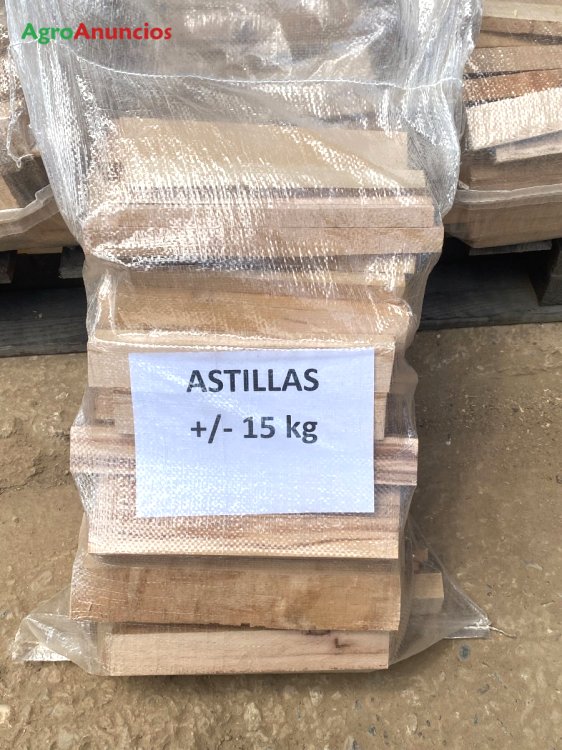 AgroAnuncios
ASTILLAS
+/- 15 kg